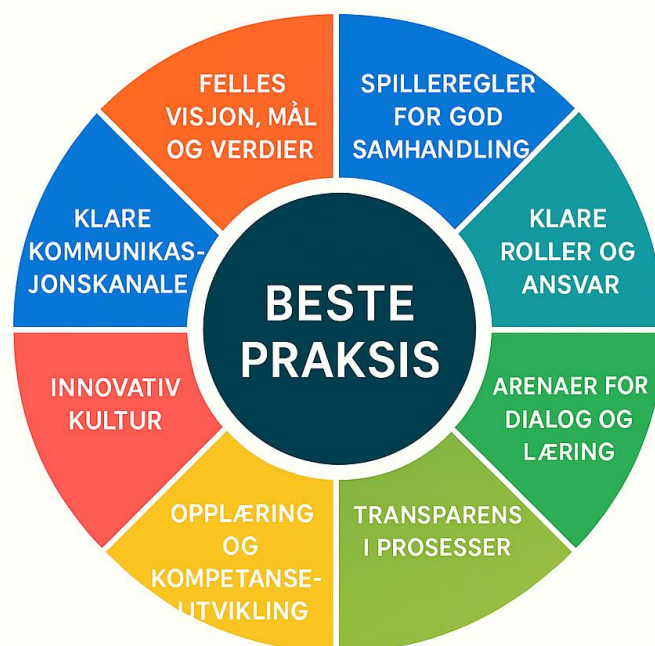 BESTE
PRAKSIS
FELLES
VISJON, MÅL
OG VERDIER
SPILLEREGLER
FOR GOD
SAMHANDLING
KLARE
ROLLER OG
ANSVAR
ARENAER FOR
DIALOG OG
LÆRING
TRANSPARENS
I PROSESSER
OPPLÆRING
OG
KOMPETANSE-
UTVIKLING
INNOVATIV
KULTUR
KLARE
KOMMUNIKAS-
JONSKANALE